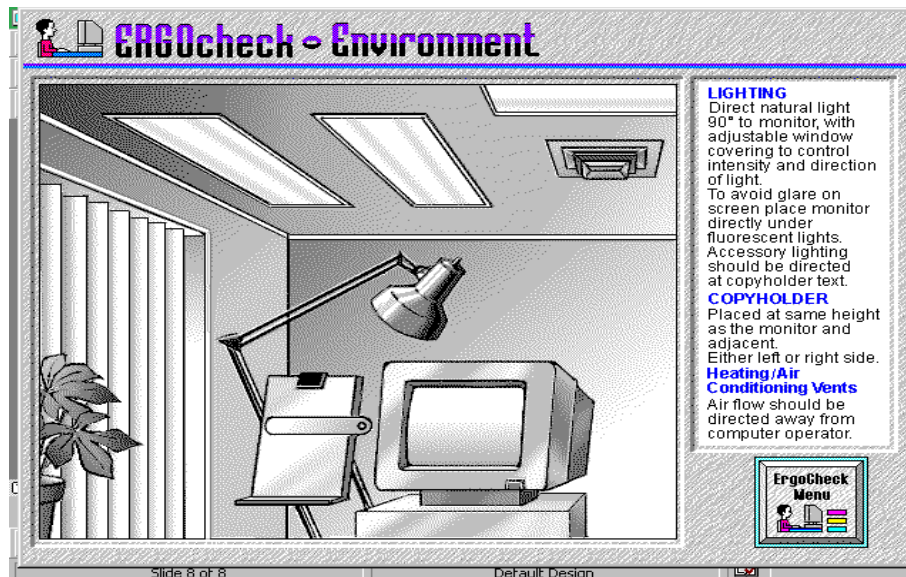 ERGOcheck - Environment
LIGHTING
Direct natural light
90° to monitor, with
adjustable window
covering to control
intensity and direction
of light.
To avoid glare on
screen place monitor
directly under
fluorescent lights.
Accessory lighting
should be directed
at copyholder text.
COPYHOLDER
Placed at same height
as the monitor and
adjacent.
Either left or right side.
Heating/Air
Conditioning Vents
Air flow should be
directed away from
computer operator.
ErgoCheck
Menu
Slide 8 of 8
Default Design